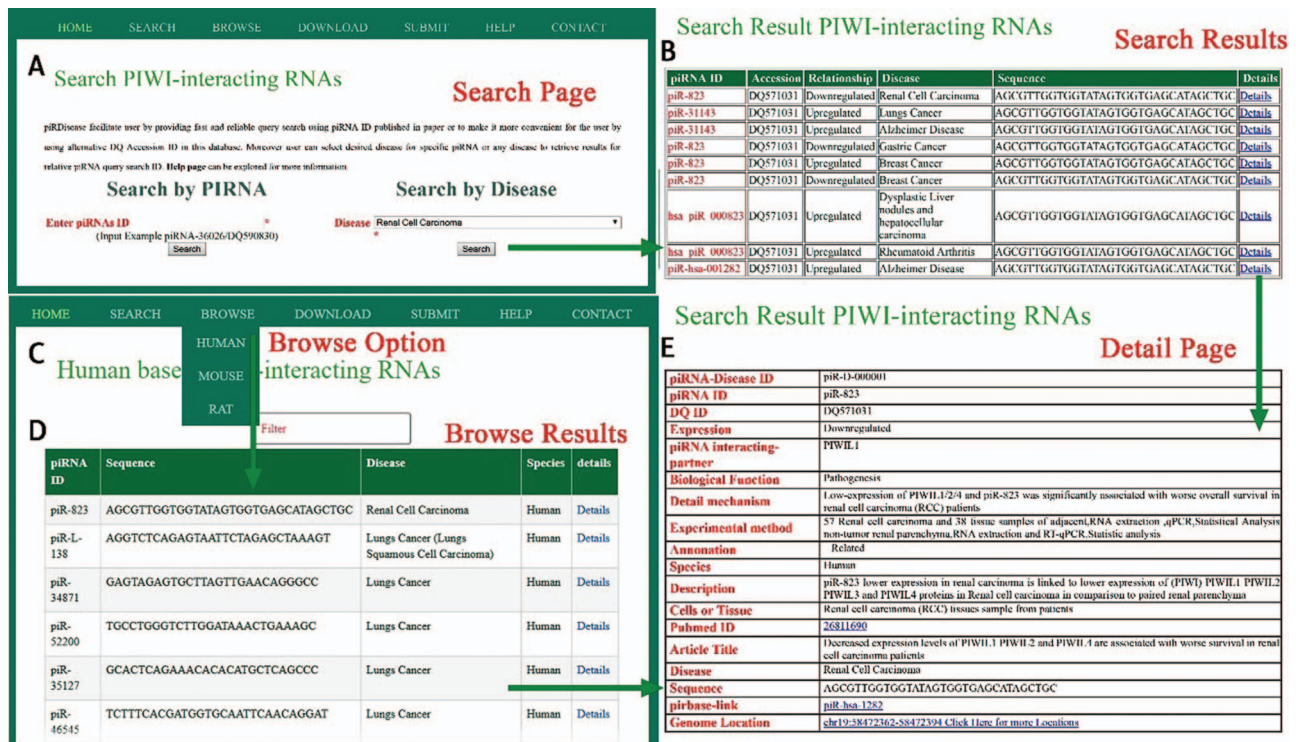 HOME SEARCH BROWSE DOWNLOAD SUBMIT HELP CONTACT
A
Search PIWI-interacting RNAs
Search Page
piRDisease facilitate user by providing fast and reliable query search using piRNA ID published in paper or to make it more convenient for the user by
using alternative DQ Accession ID in this database. Moreover user can select desired disease for specific piRNA or any disease to retrieve results for
relative piRNA query search ID. Help page can be explored for more information.
Search by PIRNA Search by Disease
Enter piRNAs ID * Disease Renal Cell Carcinoma
(Input Example piRNA-36026/DQ590830) *
Search Search
Search Result PIWI-interacting RNAs
B
Search Results
piRNA ID Accession Relationship Disease Sequence Details
piR-823 DQ571031 Downregulated Renal Cell Carcinoma AGCGTTGGTGGTATAGTGGTGAGCATAGCTGC Details
piR-31143 DQ571031 Upregulated Lungs Cancer AGCGTTGGTGGTATAGTGGTGAGCATAGCTGC Details
piR-31143 DQ571031 Upregulated Alzheimer Disease AGCGTTGGTGGTATAGTGGTGAGCATAGCTGC Details
piR-823 DQ571031 Downregulated Gastric Cancer AGCGTTGGTGGTATAGTGGTGAGCATAGCTGC Details
piR-823 DQ571031 Upregulated Breast Cancer AGCGTTGGTGGTATAGTGGTGAGCATAGCTGC Details
piR-823 DQ571031 Downregulated Breast Cancer AGCGTTGGTGGTATAGTGGTGAGCATAGCTGC Details
Dysplastic Liver
nodules and
hsa_piR_000823 DQ571031 Upregulated hepatocellular AGCGTTGGTGGTATAGTGGTGAGCATAGCTGC Details
carcinoma
hsa_piR_000823 DQ571031 Upregulated Rheumatoid Arthritis AGCGTTGGTGGTATAGTGGTGAGCATAGCTGC Details
piR-hsa-001282 DQ571031 Upregulated Alzheimer Disease AGCGTTGGTGGTATAGTGGTGAGCATAGCTGC Details
HOME SEARCH BROWSE DOWNLOAD SUBMIT HELP CONTACT
HUMAN
MOUSE
RAT
C
Browse Option
Human base -interacting RNAs
D
Filter
Browse Results
piRNA ID Sequence Disease Species details
piR-823 AGCGTTGGTGGTATAGTGGTGAGCATAGCTGC Renal Cell Carcinoma Human Details
piR-L- AGGTCTCAGAGTAATTCTAGAGCTAAAGT Lungs Cancer (Lungs Human Details
138 Squamous Cell Carcinoma)
piR- GAGTAGAGTGCTTAGTTGAACAGGGCC Lungs Cancer Human Details
34871
piR- TGCCTGGGTCTTGGATAAACTGAAAGC Lungs Cancer Human Details
52200
piR- GCACTCAGAAACACACATGCTCAGCCC Lungs Cancer Human Details
35127
piR- TCTTTCACGATGGTGCAATTCAACAGGAT Lungs Cancer Human Details
46545
Search Result PIWI-interacting RNAs
E
Detail Page
piRNA-Disease ID piR-D-000001
piRNA ID piR-823
DQ ID DQ571031
Expression Downregulated
piRNA interacting- PIWIL1
partner
Biological Function Pathogenesis
Detail mechanism Low-expression of PIWIL1/2/4 and piR-823 was significantly associated with worse overall survival in
renal cell carcinoma (RCC) patients
Experimental method 57 Renal cell carcinoma and 38 tissue samples of adjacent,RNA extraction ,qPCR,Statistical Analysis
non-tumor renal parenchyma,RNA extraction and RT-qPCR,Statistic analysis
Annonation Related
Species Human
Description piR-823 lower expression in renal carcinoma is linked to lower expression of (PIWI) PIWIL1 PIWIL2
PIWIL3 and PIWIL4 proteins in Renal cell carcinoma in comparison to paired renal parenchyma
Cells or Tissue Renal cell carcinoma (RCC) tissues sample from patients
Pubmed ID 26811690
Article Title Decreased expression levels of PIWIL1 PIWIL2 and PIWIL4 are associated with worse survival in renal
cell carcinoma patients
Disease Renal Cell Carcinoma
Sequence AGCGTTGGTGGTATAGTGGTGAGCATAGCTGC
pirbase-link piR-hsa-1282
Genome Location chr19:58472362-58472394 Click Here for more Locations